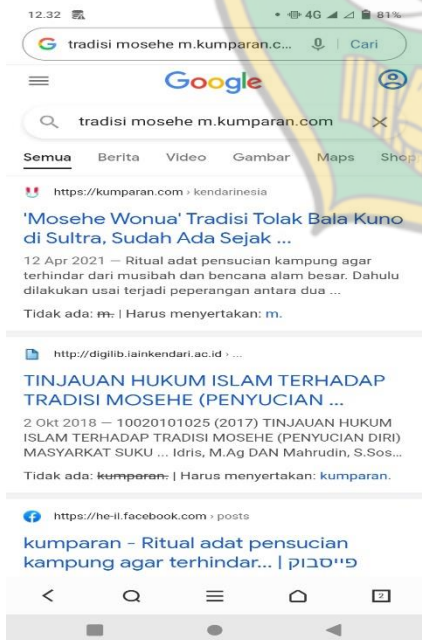 12.32 4G 81%
tradisi mosehe m.kumparan.c... Cari
Google
tradisi mosehe m.kumparan.com
Semua Berita Video Gambar Maps Shop
https://kumparan.com › kendarinesia
'Mosehe Wonua' Tradisi Tolak Bala Kuno
di Sultra, Sudah Ada Sejak ...
12 Apr 2021 — Ritual adat pensucian kampung agar
terhindar dari musibah dan bencana alam besar. Dahulu
dilakukan usai terjadi peperangan antara dua ...
Tidak ada: m. | Harus menyertakan: m.
http://digilib.iainkendari.ac.id › ...
TINJAUAN HUKUM ISLAM TERHADAP
TRADISI MOSEHE (PENYUCIAN ...
2 Okt 2018 — 10020101025 (2017) TINJAUAN HUKUM
ISLAM TERHADAP TRADISI MOSEHE (PENYUCIAN DIRI)
MASYARKAT SUKU ... Idris, M.Ag DAN Mahrudin, S.Sos...
Tidak ada: kumparan. | Harus menyertakan: kumparan.
https://he-il.facebook.com › posts
kumparan - Ritual adat pensucian
kampung agar terhindar... | פייסבוק
2